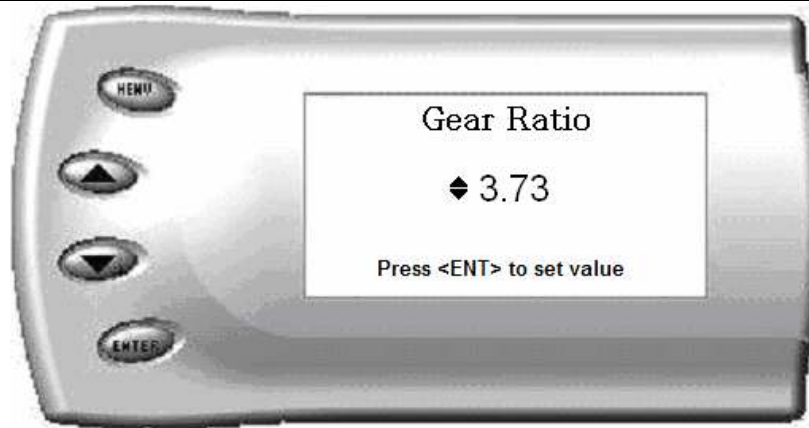 MENU
Gear Ratio
3.73
Press <ENT> to set value
ENTER